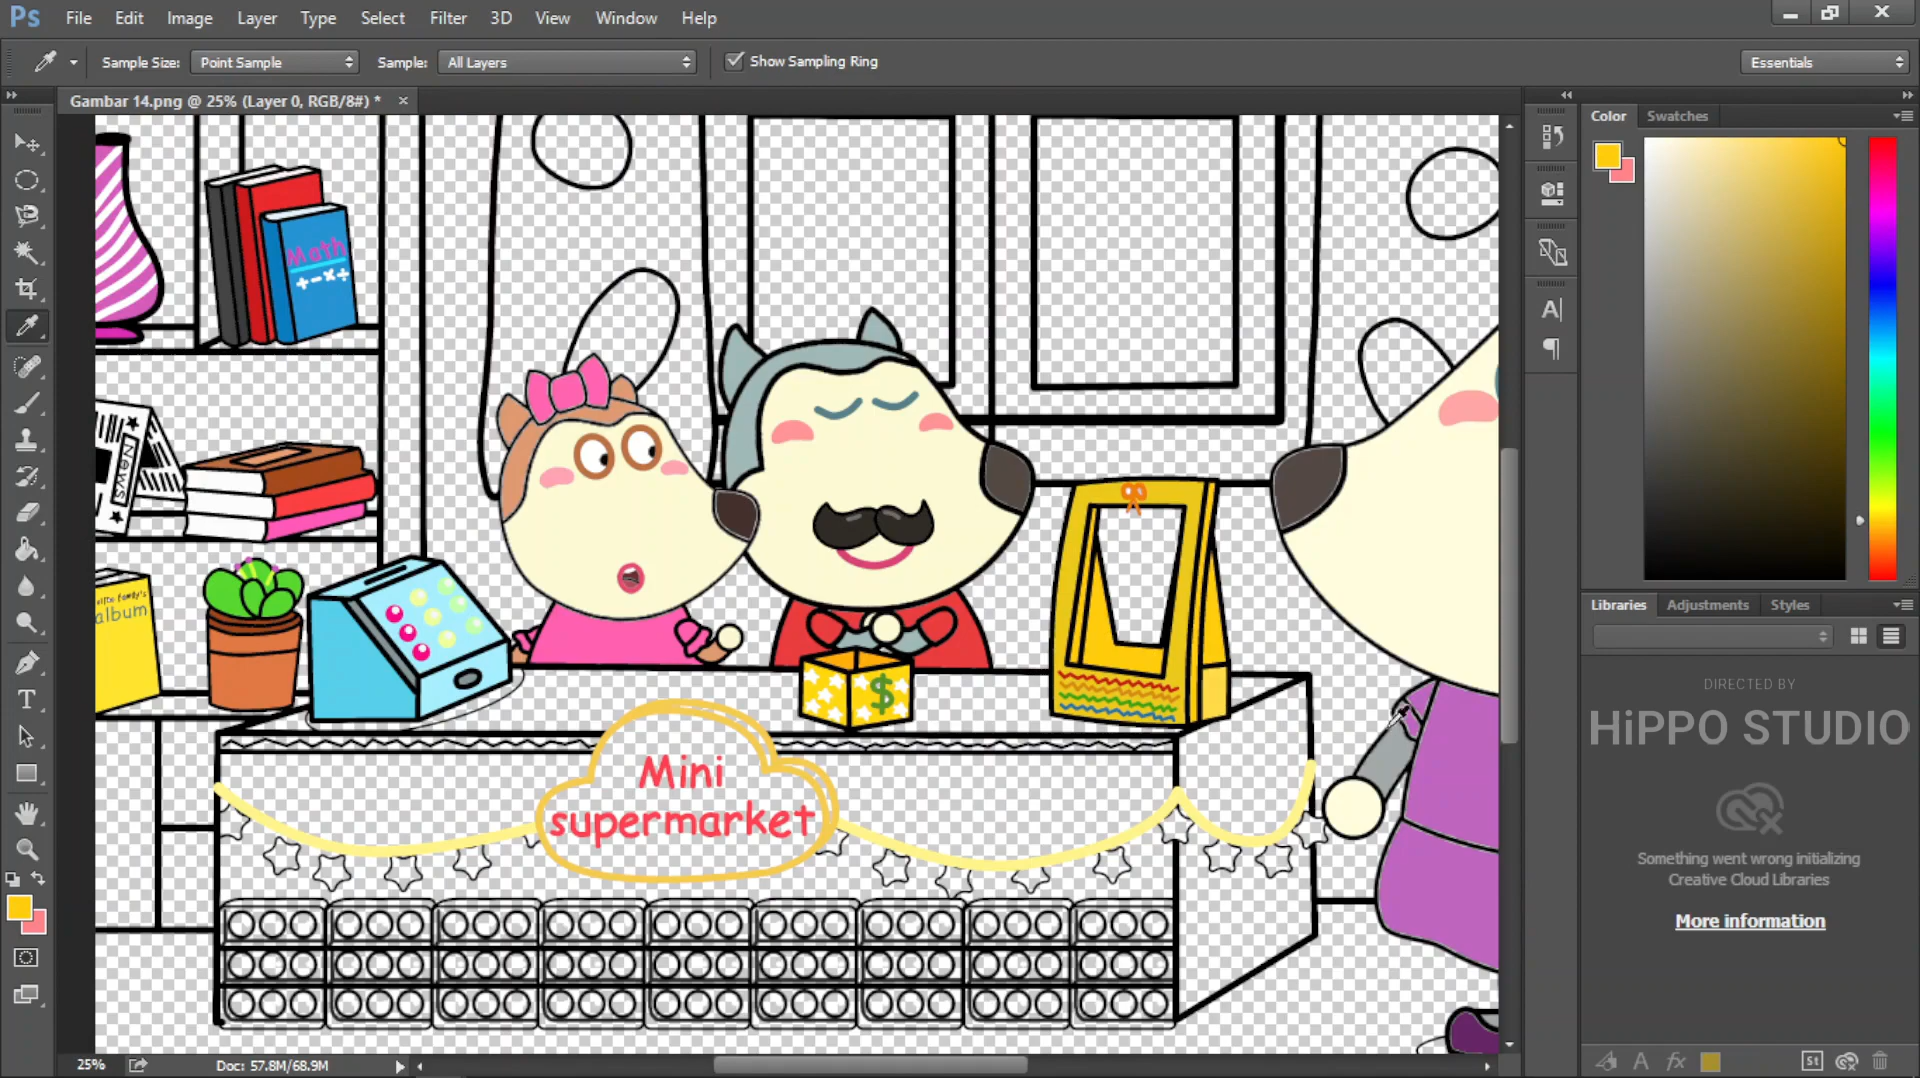 Ps File Edit Image Layer Type Select Filter 3D View Window Help
Sample Size: Point Sample Sample: All Layers Show Sampling Ring Essentials
Gambar 14.png @ 25% (Layer 0, RGB/8#) *
Color Swatches
Math
+-×÷
News
album
$
Mini
supermarket
Libraries Adjustments Styles
DIRECTED BY
HiPPO STUDIO
Something went wrong initializing
Creative Cloud Libraries
More information
25% Doc: 57.8M/68.9M
St